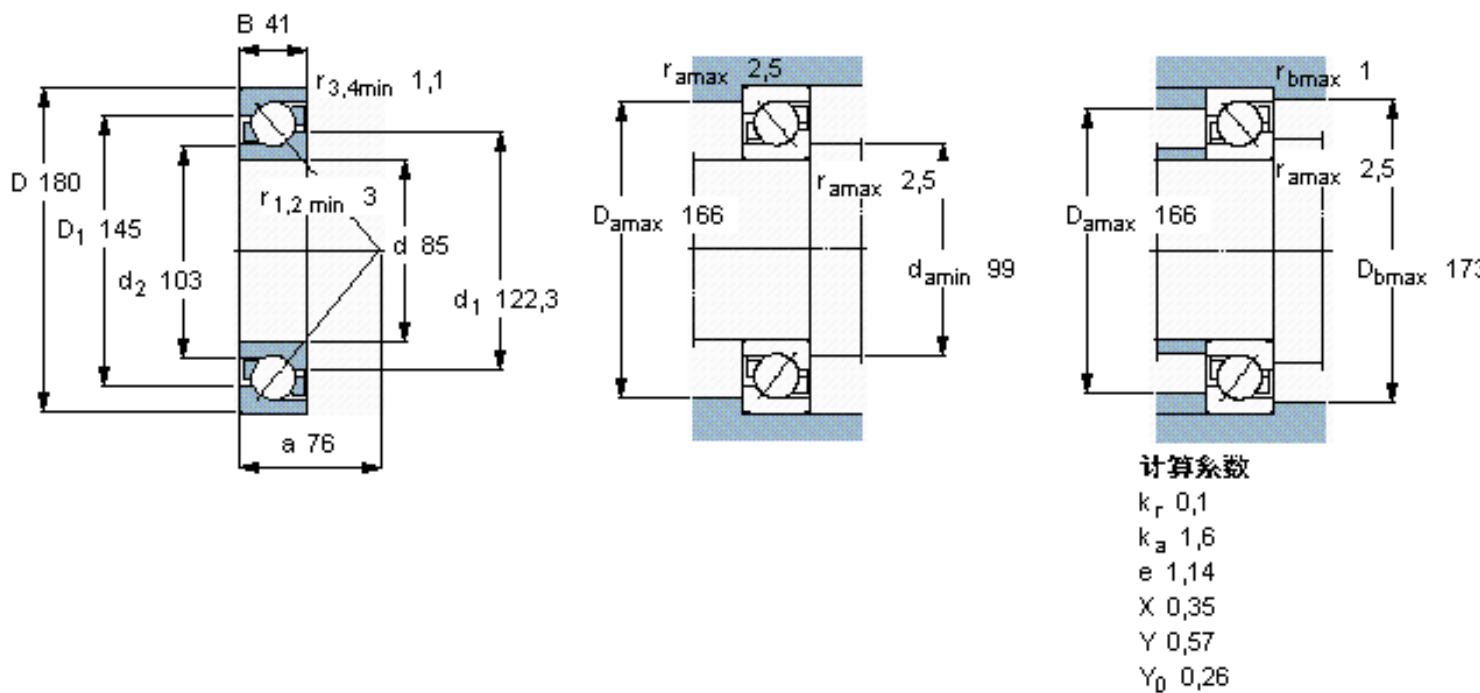 B 41
r3,4min 1,1
D 180
D1 145
d2 103
r1,2 min 3
d 85
d1 122,3
a 76
ramax 2,5
ramax 2,5
Damax 166
damin 99
rbmax 1
ramax 2,5
Damax 166
Dbmax 173
计算系数
kr 0,1
ka 1,6
e 1,14
X 0,35
Y 0,57
Y0 0,26